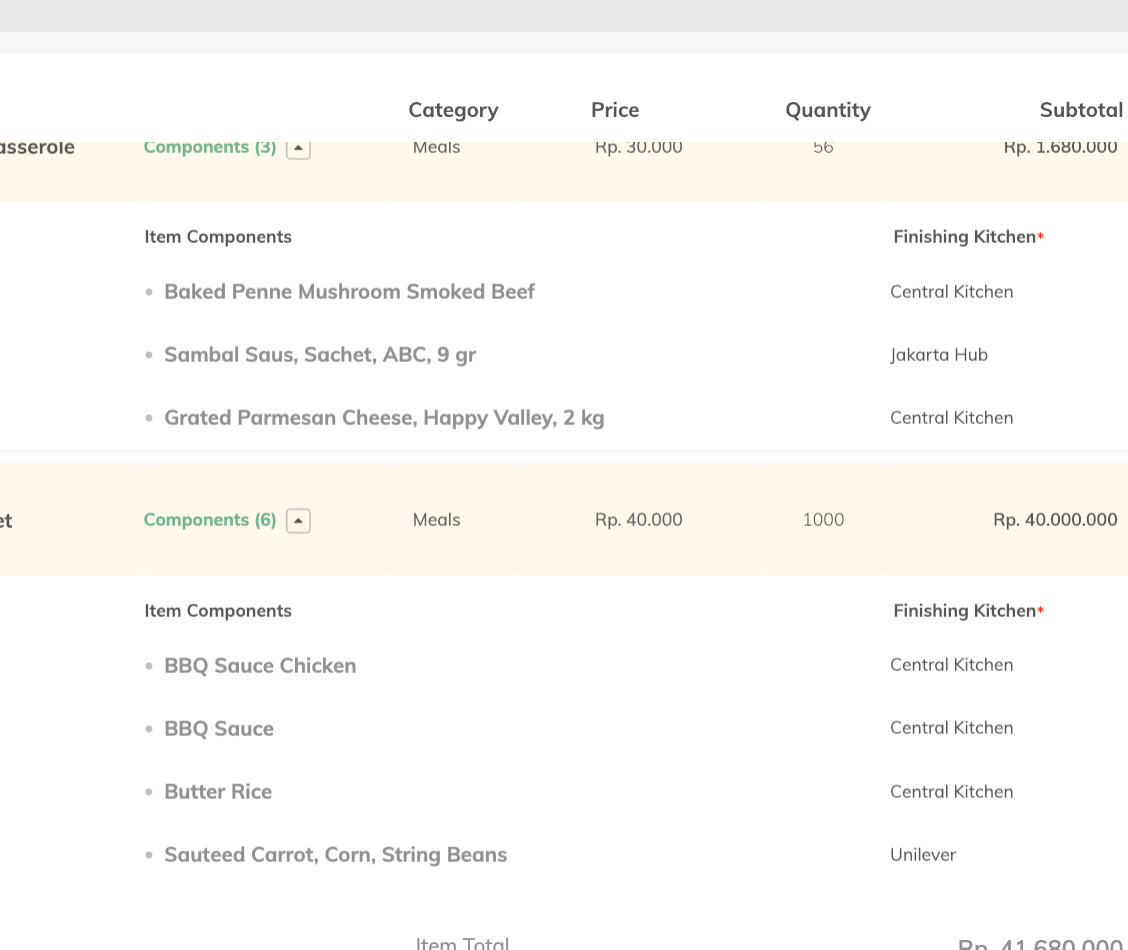 Category Price Quantity Subtotal
asserole Components (3) Meals Rp. 30.000 56 Rp. 1.680.000
Item Components Finishing Kitchen*
• Baked Penne Mushroom Smoked Beef Central Kitchen
• Sambal Saus, Sachet, ABC, 9 gr Jakarta Hub
• Grated Parmesan Cheese, Happy Valley, 2 kg Central Kitchen
et Components (6) Meals Rp. 40.000 1000 Rp. 40.000.000
Item Components Finishing Kitchen*
• BBQ Sauce Chicken Central Kitchen
• BBQ Sauce Central Kitchen
• Butter Rice Central Kitchen
• Sauteed Carrot, Corn, String Beans Unilever
Item Total Rp. 41.680.000